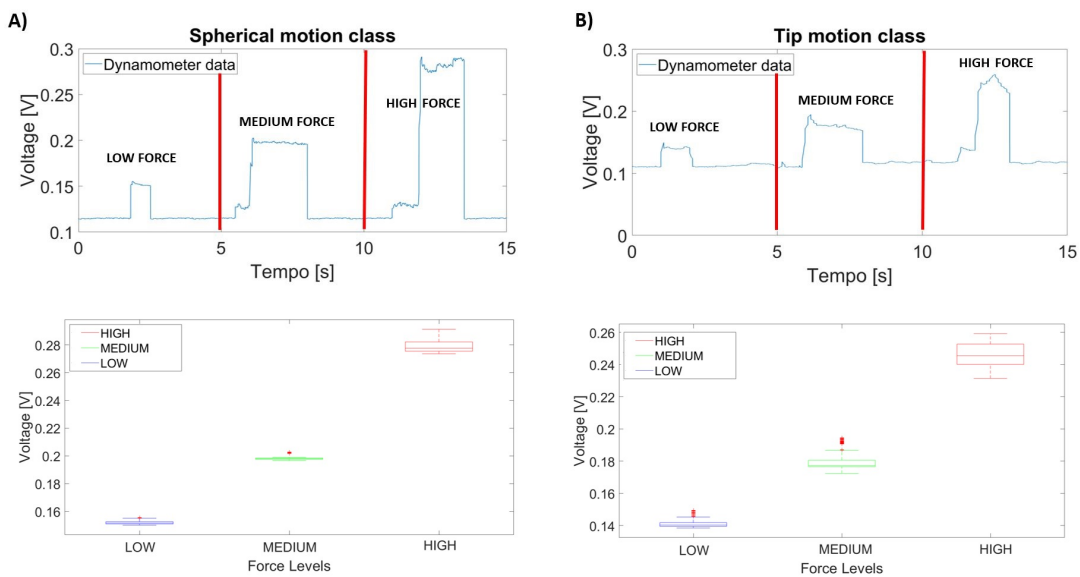 A)
Spherical motion class
Dynamometer data
0.3
0.25
0.2
0.15
0.1
Voltage [V]
LOW FORCE
MEDIUM FORCE
HIGH FORCE
0 5 10 15
Tempo [s]
HIGH
MEDIUM
LOW
0.28
0.26
0.24
0.22
0.2
0.18
0.16
Voltage [V]
LOW MEDIUM HIGH
Force Levels
B)
Tip motion class
Dynamometer data
0.3
0.2
0.1
0
Voltage [V]
LOW FORCE
MEDIUM FORCE
HIGH FORCE
0 5 10 15
Tempo [s]
HIGH
MEDIUM
LOW
0.26
0.24
0.22
0.2
0.18
0.16
0.14
Voltage [V]
LOW MEDIUM HIGH
Force Levels